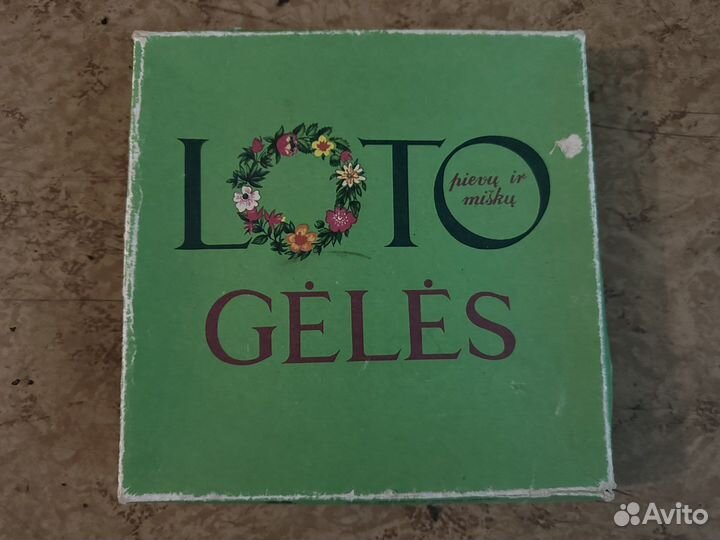 LOTO
pievų ir
miškų
GĖLĖS
Avito